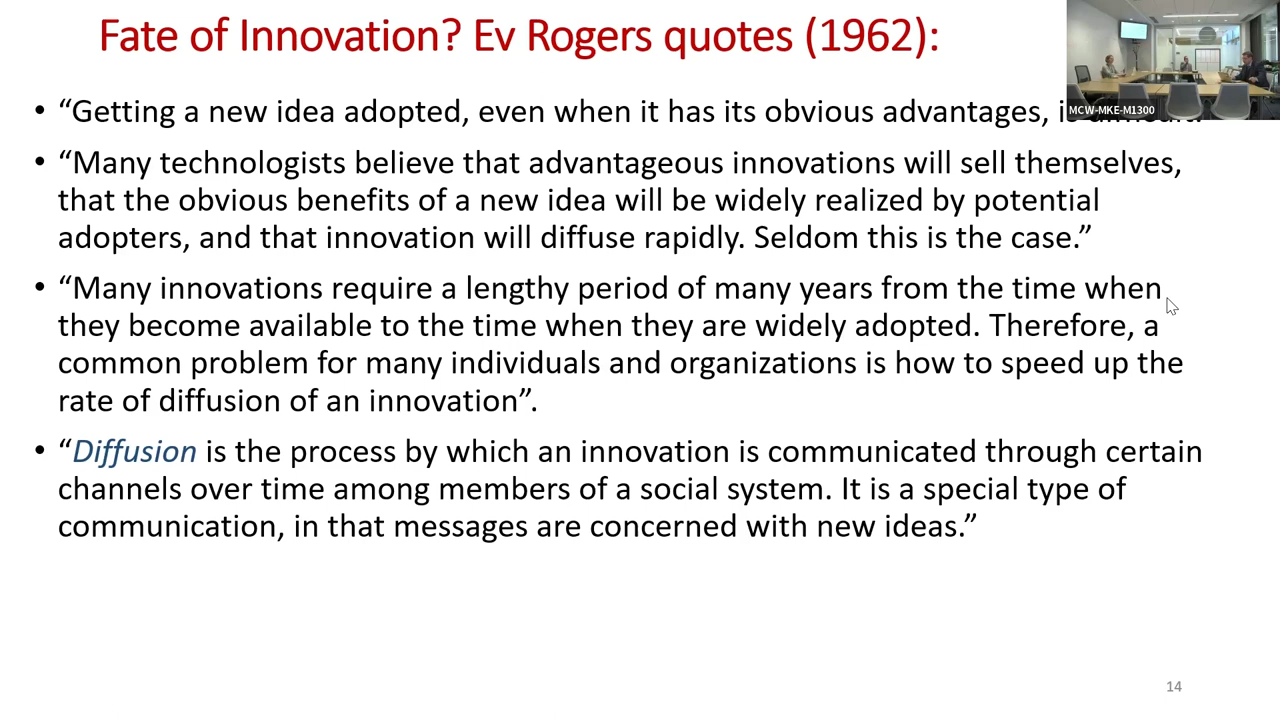 Fate of Innovation? Ev Rogers quotes (1962):
MCW-MKE-M1300
• “Getting a new idea adopted, even when it has its obvious advantages, is
• “Many technologists believe that advantageous innovations will sell themselves,
that the obvious benefits of a new idea will be widely realized by potential
adopters, and that innovation will diffuse rapidly. Seldom this is the case.”
• “Many innovations require a lengthy period of many years from the time when
they become available to the time when they are widely adopted. Therefore, a
common problem for many individuals and organizations is how to speed up the
rate of diffusion of an innovation”.
• “Diffusion is the process by which an innovation is communicated through certain
channels over time among members of a social system. It is a special type of
communication, in that messages are concerned with new ideas.”
14